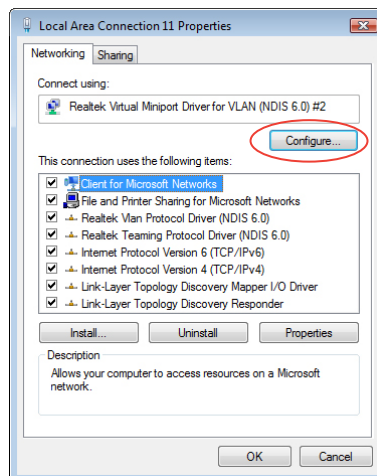 Local Area Connection 11 Properties
Networking
Sharing
Connect using:
Realtek Virtual Miniport Driver for VLAN (NDIS 6.0) #2
Configure...
This connection uses the following items:
Client for Microsoft Networks
File and Printer Sharing for Microsoft Networks
Realtek Vlan Protocol Driver (NDIS 6.0)
Realtek Teaming Protocol Driver (NDIS 6.0)
Internet Protocol Version 6 (TCP/IPv6)
Internet Protocol Version 4 (TCP/IPv4)
Link-Layer Topology Discovery Mapper I/O Driver
Link-Layer Topology Discovery Responder
Install...
Uninstall
Properties
Description
Allows your computer to access resources on a Microsoft
network.
OK
Cancel